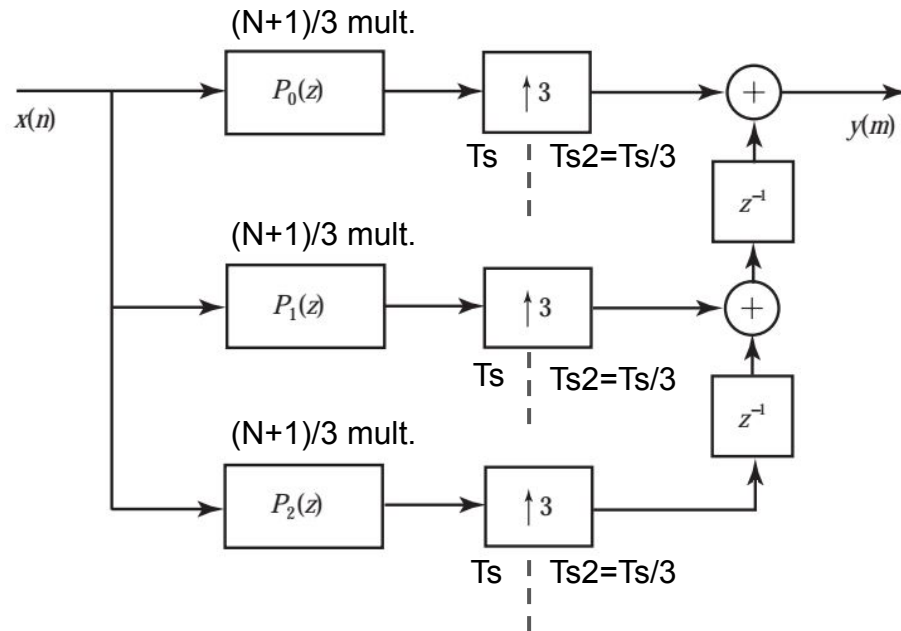 (N+1)/3 mult.
P₀(z) ↑3 +
x(n) y(m)
Ts Ts2=Ts/3
z⁻¹
(N+1)/3 mult.
P₁(z) ↑3 +
Ts Ts2=Ts/3
z⁻¹
(N+1)/3 mult.
P₂(z) ↑3
Ts Ts2=Ts/3